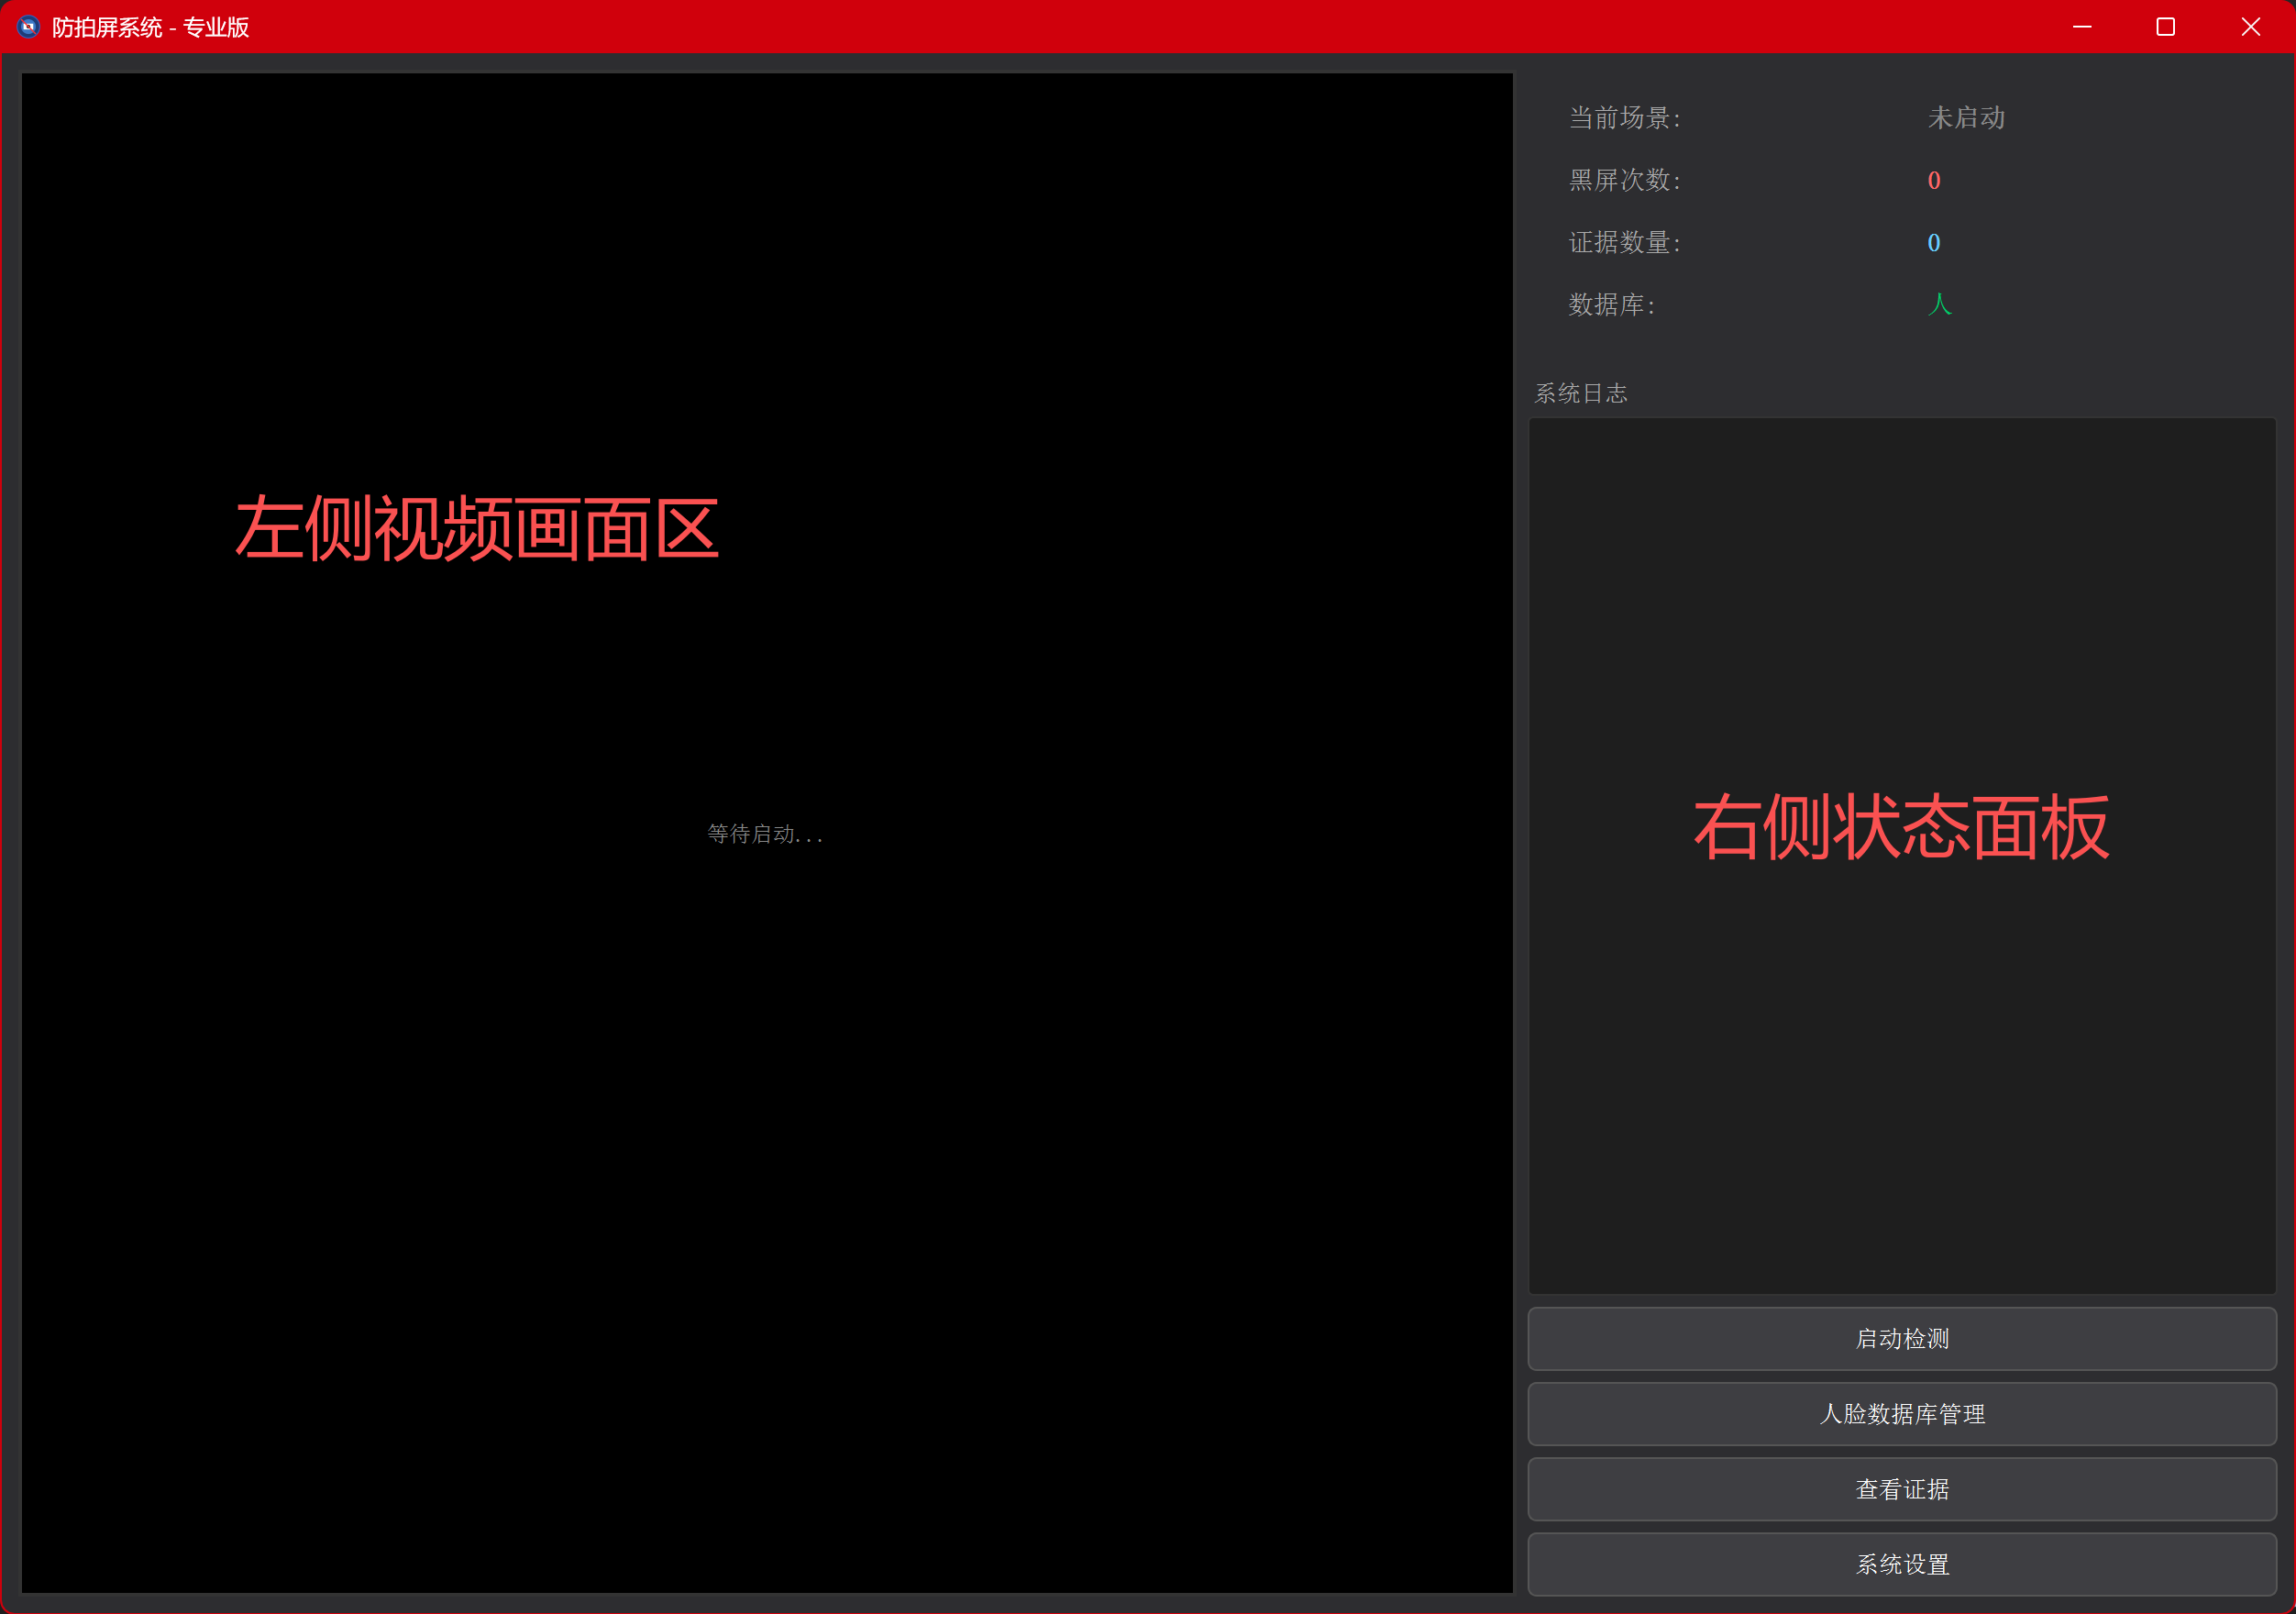 防拍屏系统 - 专业版
当前场景: 未启动
黑屏次数: 0
证据数量: 0
数据库: 人
系统日志
左侧视频画面区
等待启动...
右侧状态面板
启动检测
人脸数据库管理
查看证据
系统设置